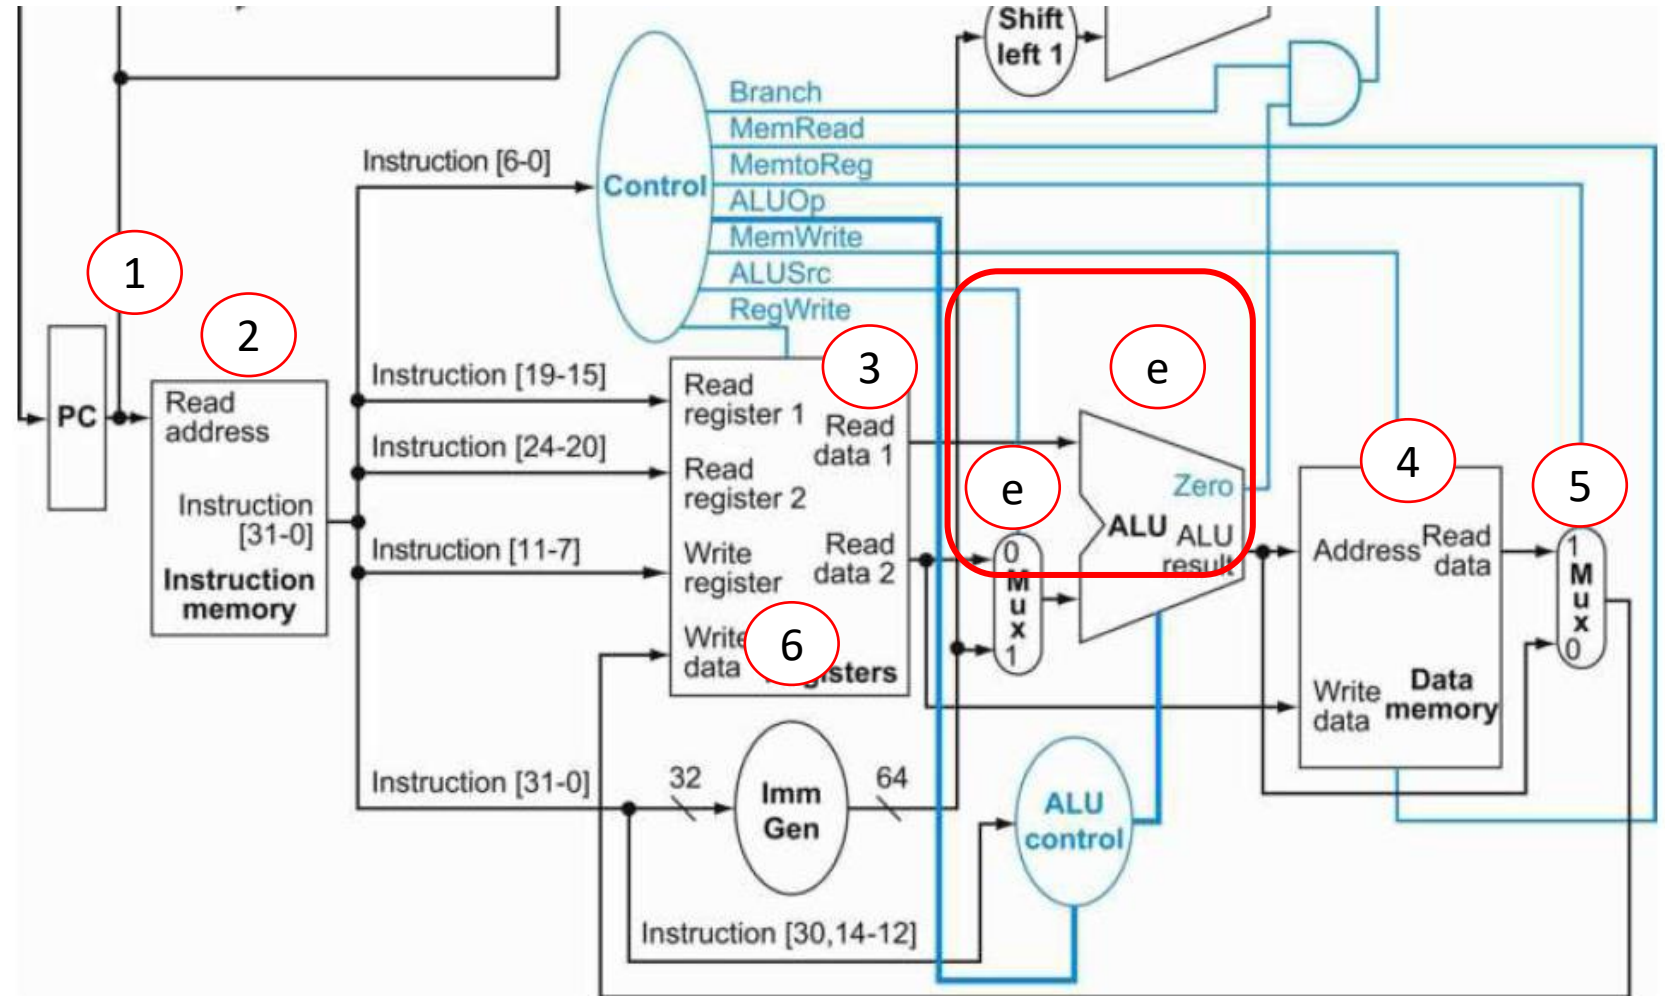 Shift
left 1
Branch
MemRead
MemtoReg
ALUOp
MemWrite
ALUSrc
RegWrite
Control
Instruction [6-0]
1
2
PC
Read
address
Instruction
[31-0]
Instruction
memory
Instruction [19-15]
Instruction [24-20]
Instruction [11-7]
Instruction [31-0]
3
Read
register 1
Read
data 1
Read
register 2
Write
register
Read
data 2
Write
data
6
isters
e
e
0
M
u
x
1
Zero
ALU
ALU
result
4
Address
Read
data
Write
data
Data
memory
5
1
M
u
x
0
32
Imm
Gen
64
ALU
control
Instruction [30,14-12]